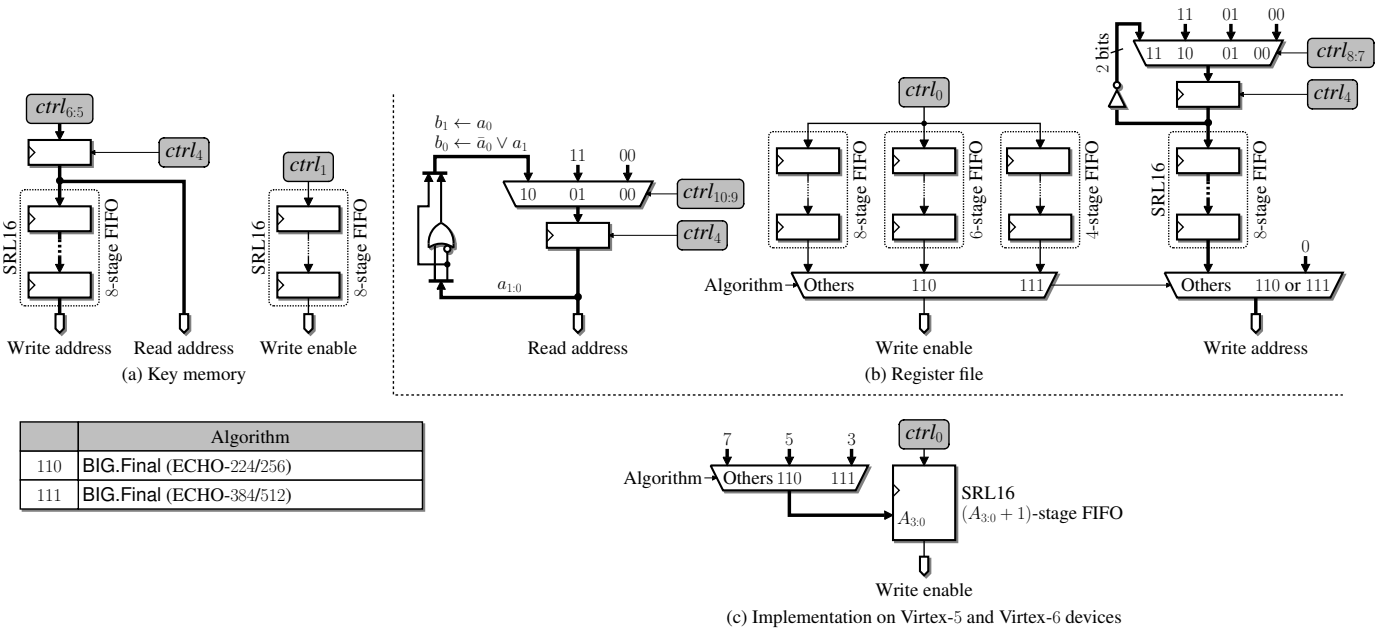 ctrl6:5
ctrl4
SRL16
8-stage FIFO
Write address
Read address
ctrl1
SRL16
8-stage FIFO
Write enable
(a) Key memory
b1 ← a0
b0 ← ā0 ∨ a1
11 00
10 01 00
ctrl10:9
ctrl4
a1:0
Read address
ctrl0
8-stage FIFO
6-stage FIFO
4-stage FIFO
Algorithm
Others 110 111
Write enable
11 01 00
11 10 01 00
ctrl8:7
2 bits
ctrl4
SRL16
8-stage FIFO
0
Others 110 or 111
Write address
(b) Register file
Algorithm
110 BIG.Final (ECHO-224/256)
111 BIG.Final (ECHO-384/512)
7 5 3
Algorithm
Others 110 111
ctrl0
A3:0
SRL16
(A3:0 + 1)-stage FIFO
Write enable
(c) Implementation on Virtex-5 and Virtex-6 devices